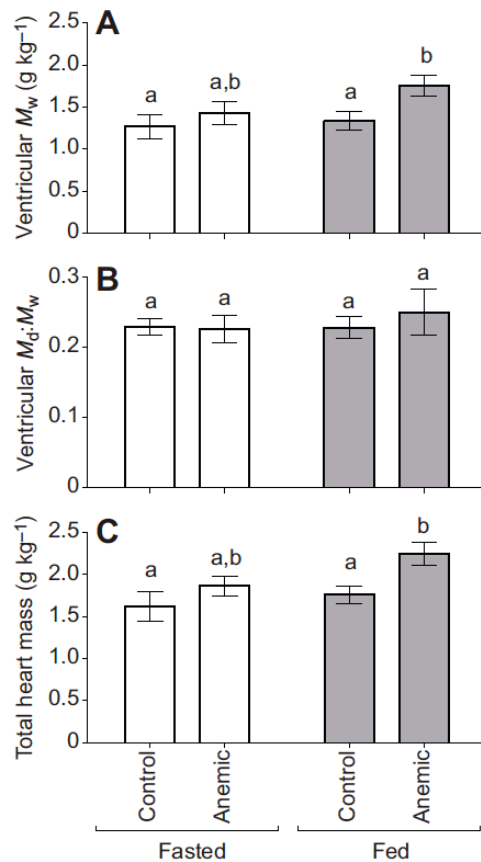 A
Ventricular Mw (g kg–1)
2.5
2.0
1.5
1.0
0.5
0
a
a,b
a
b
B
Ventricular Md:Mw
0.3
0.2
0.1
0
a
a
a
a
C
Total heart mass (g kg–1)
2.5
2.0
1.5
1.0
0.5
0
a
a,b
a
b
Control
Anemic
Control
Anemic
Fasted
Fed